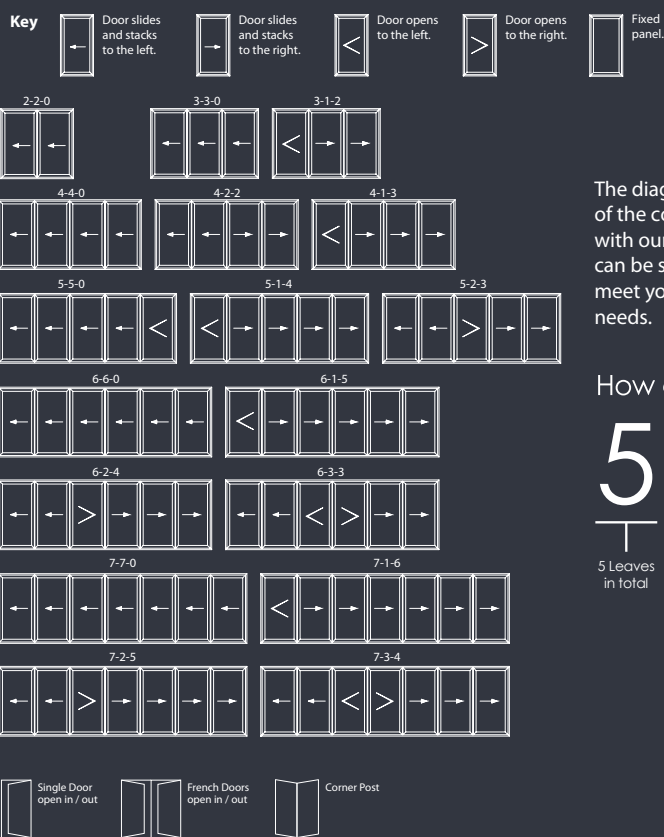 Key
Door slides
and stacks
to the left.
Door slides
and stacks
to the right.
Door opens
to the left.
Door opens
to the right.
Fixed
panel.
2-2-0
3-3-0
3-1-2
4-4-0
4-2-2
4-1-3
5-5-0
5-1-4
5-2-3
6-6-0
6-1-5
6-2-4
6-3-3
7-7-0
7-1-6
7-2-5
7-3-4
Single Door
open in / out
French Doors
open in / out
Corner Post
The diag
of the co
with our
can be s
meet yo
needs.
How
5
5 Leaves
in total